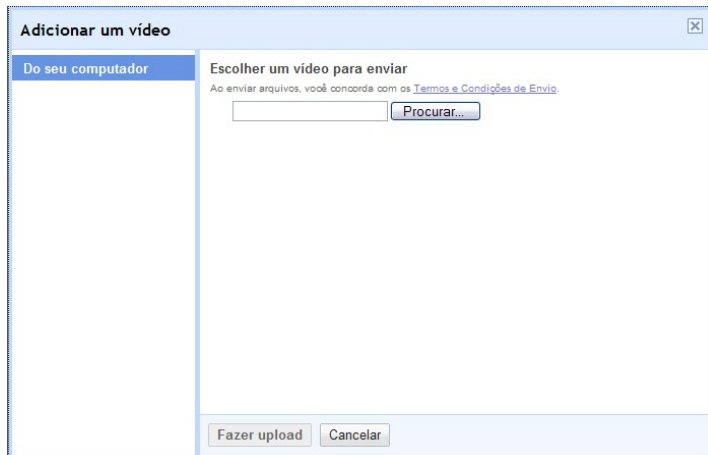 Adicionar um vídeo
Do seu computador
Escolher um vídeo para enviar
Ao enviar arquivos, você concorda com os Termos e Condições de Envio.
Procurar...
Fazer upload Cancelar